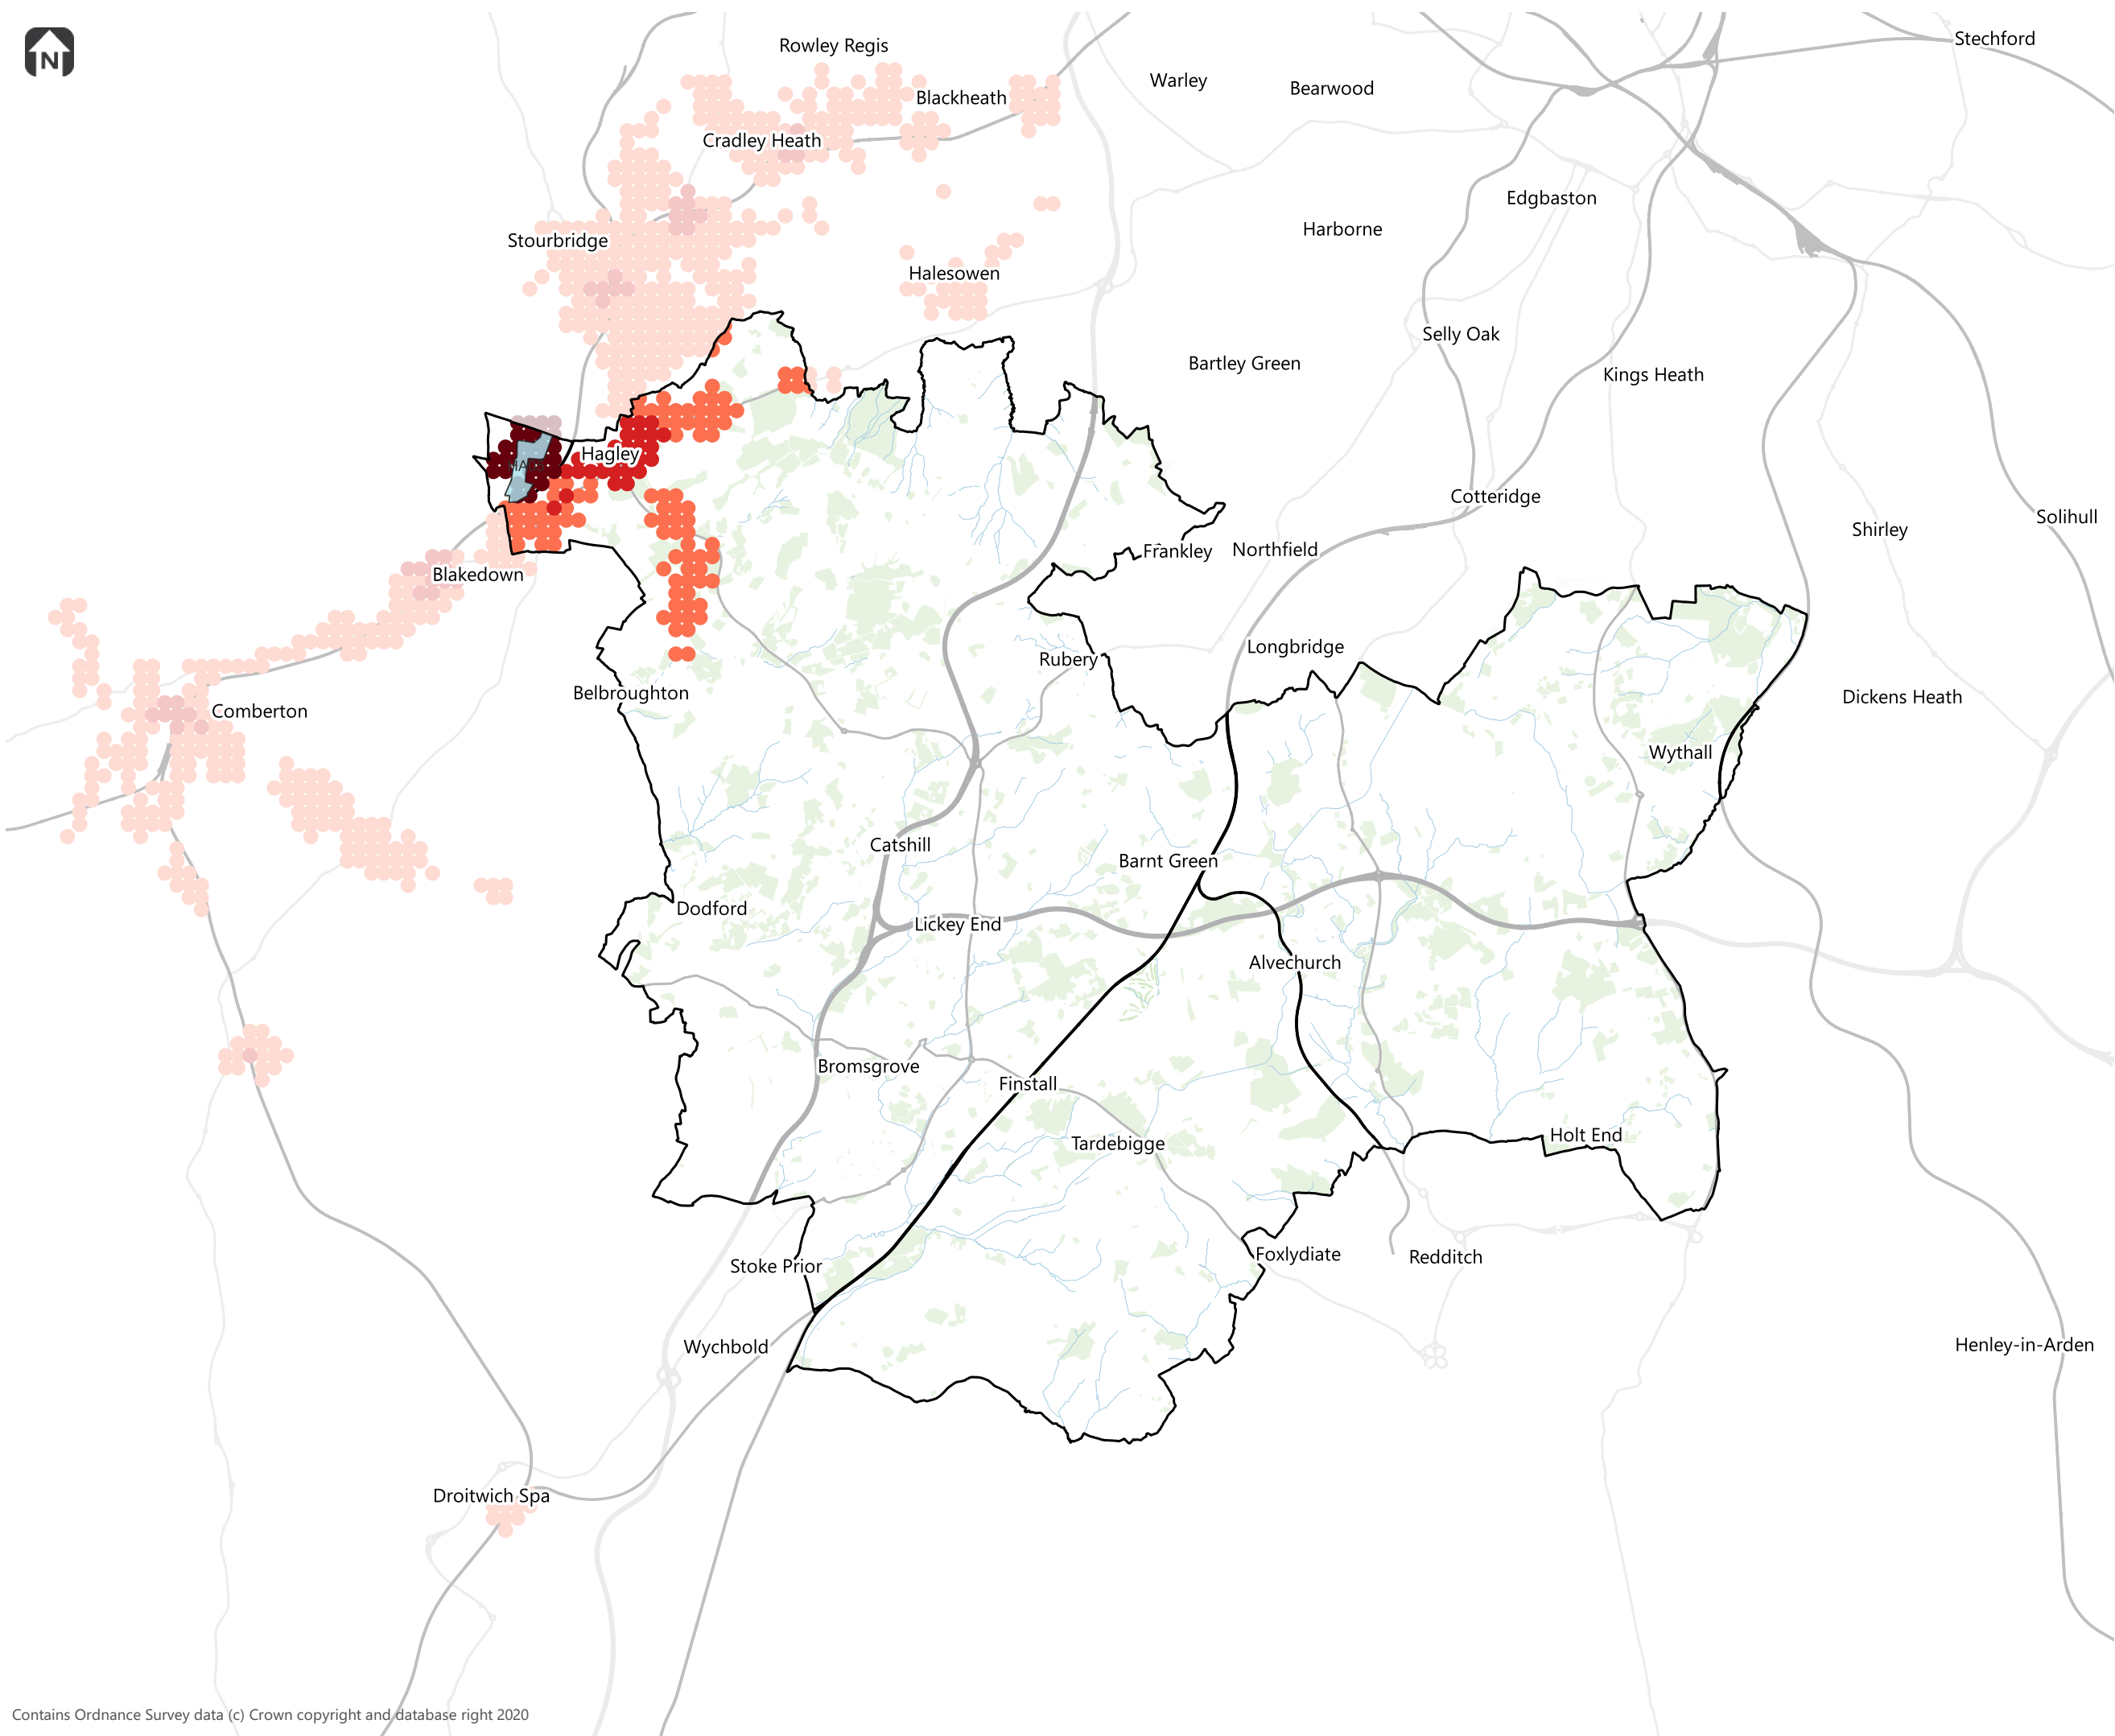 N
Rowley Regis
Stechford
Warley
Bearwood
Blackheath
Cradley Heath
Edgbaston
Harborne
Stourbridge
Halesowen
Selly Oak
Bartley Green
Kings Heath
Hagley
Cotteridge
Solihull
Shirley
Frankley
Northfield
Blakedown
Longbridge
Rubery
Belbroughton
Dickens Heath
Comberton
Wythall
Catshill
Barnt Green
Dodford
Lickey End
Alvechurch
Bromsgrove
Finstall
Holt End
Tardebigge
Foxlydiate
Redditch
Stoke Prior
Henley-in-Arden
Wychbold
Droitwich Spa
Contains Ordnance Survey data (c) Crown copyright and database right 2020